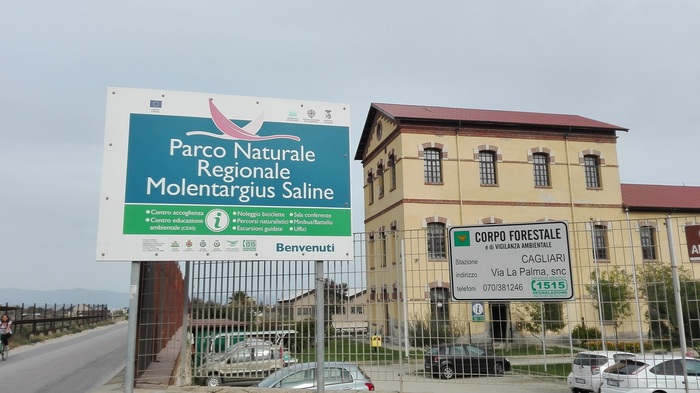 Parco Naturale
Regionale
Molentargius Saline
• Centro accoglienza
• Centro educazione
ambientale (CEAS)
i
• Noleggio biciclette
• Percorsi naturalistici
• Escursioni guidate
• Sala conferenze
• Minibus/Battello
• Uffici
Benvenuti
CORPO FORESTALE
e di VIGILANZA AMBIENTALE
Stazione CAGLIARI
indirizzo Via La Palma, snc
telefono 070/381246
1515